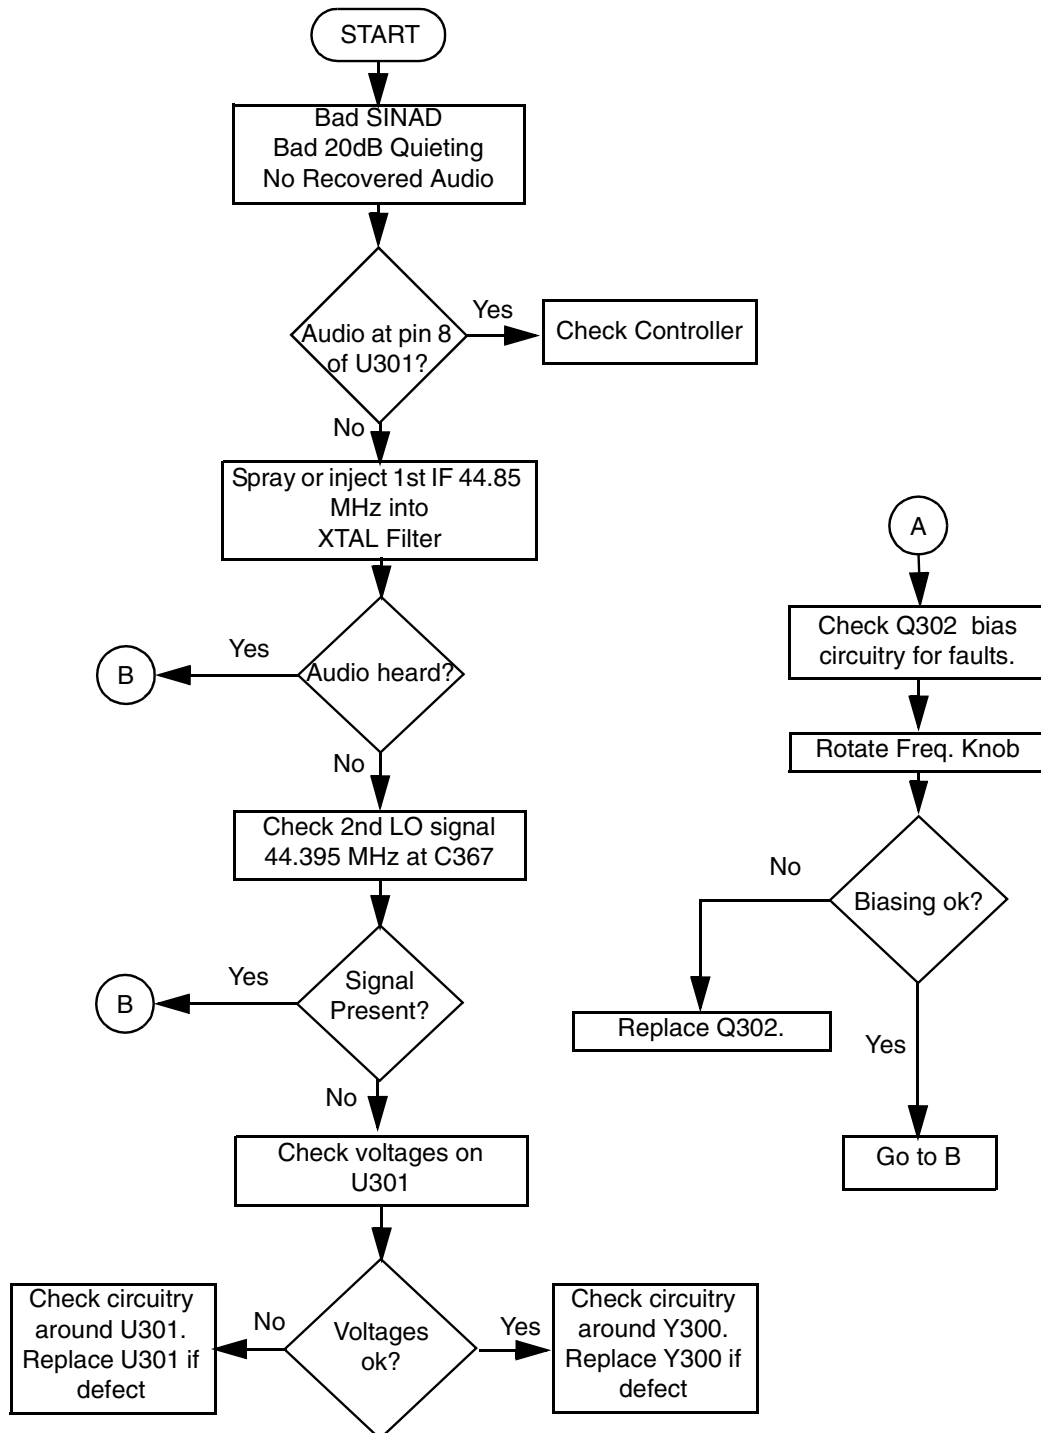 START
Bad SINAD
Bad 20dB Quieting
No Recovered Audio
Audio at pin 8
of U301?
Yes
Check Controller
No
Spray or inject 1st IF 44.85
MHz into
XTAL Filter
Audio heard?
Yes
B
No
Check 2nd LO signal
44.395 MHz at C367
Signal
Present?
Yes
B
No
Check voltages on
U301
Voltages
ok?
No
Check circuitry
around U301.
Replace U301 if
defect
Yes
Check circuitry
around Y300.
Replace Y300 if
defect
A
Check Q302 bias
circuitry for faults.
Rotate Freq. Knob
Biasing ok?
No
Replace Q302.
Yes
Go to B